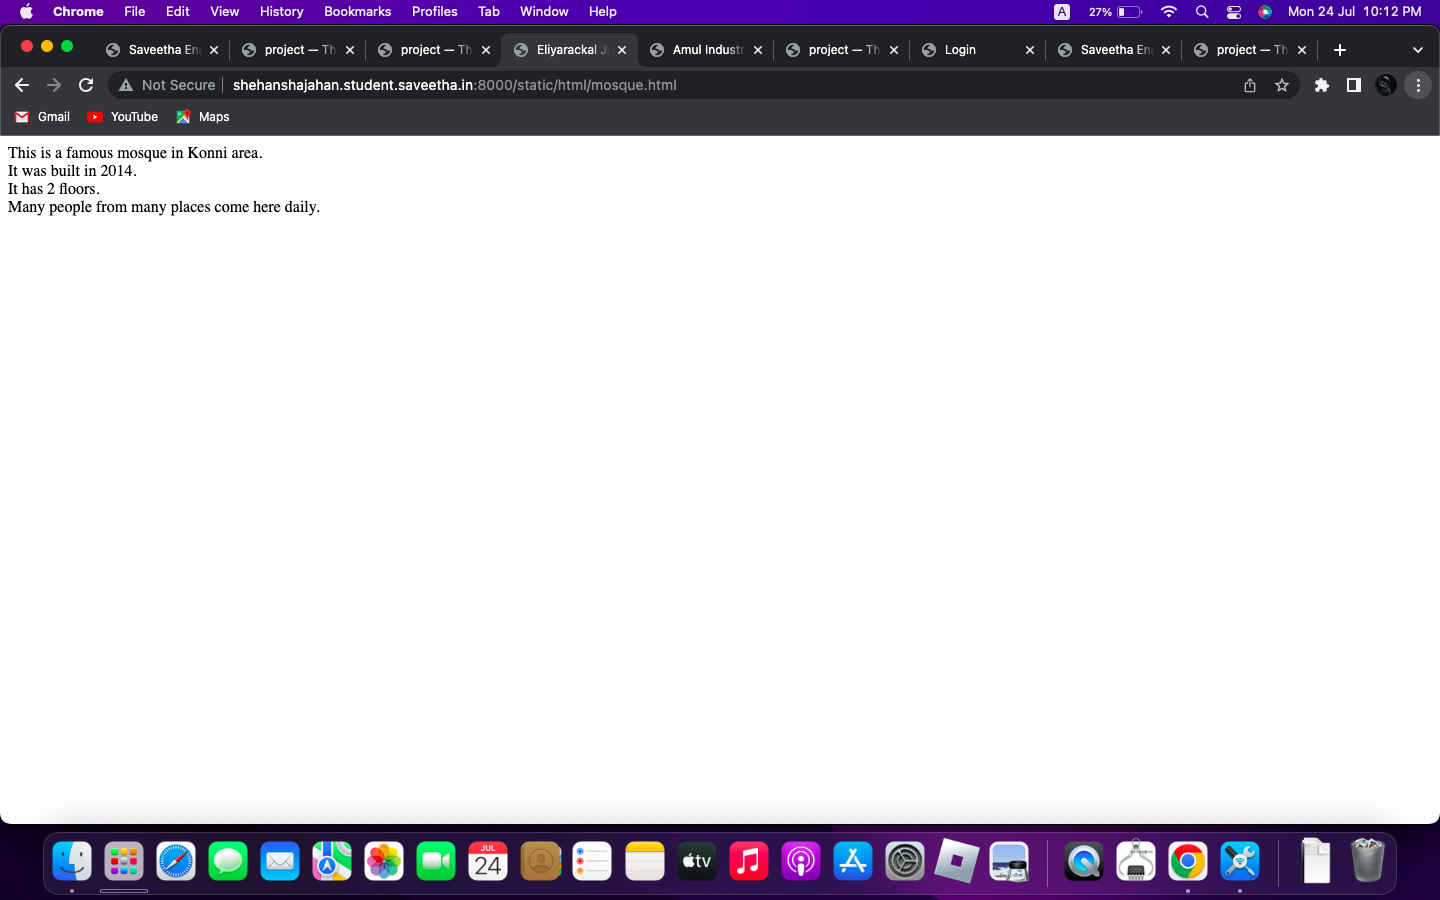 Chrome File Edit View History Bookmarks Profiles Tab Window Help A 27% Mon 24 Jul 10:12 PM
Saveetha En project — Th project — Th Eliyarackal Ji Amul Industr project — Th Login Saveetha En project — Th
Not Secure shehanshajahan.student.saveetha.in:8000/static/html/mosque.html
Gmail YouTube Maps
This is a famous mosque in Konni area.
It was built in 2014.
It has 2 floors.
Many people from many places come here daily.
JUL
24
tv